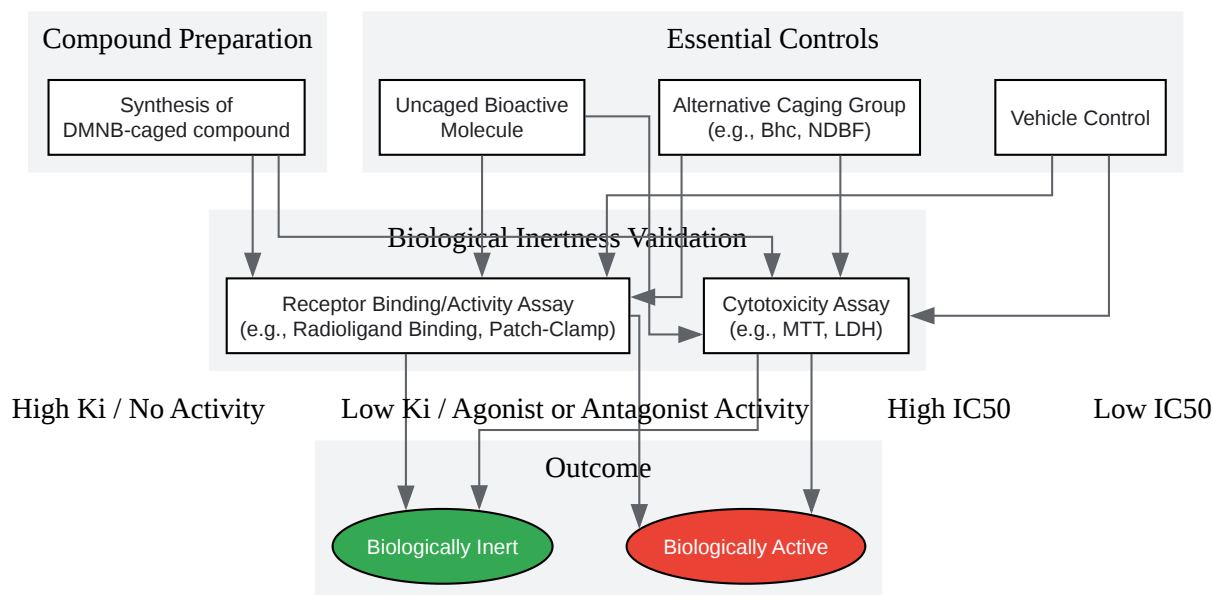 Compound Preparation
Essential Controls
Synthesis of
DMNB-caged compound
Uncaged Bioactive
Molecule
Alternative Caging Group
(e.g., Bhc, NDBF)
Vehicle Control
Biological Inertness Validation
Receptor Binding/Activity Assay
(e.g., Radioligand Binding, Patch-Clamp)
Cytotoxicity Assay
(e.g., MTT, LDH)
High Ki / No Activity
Low Ki / Agonist or Antagonist Activity
High IC50
Low IC50
Outcome
Biologically Inert
Biologically Active